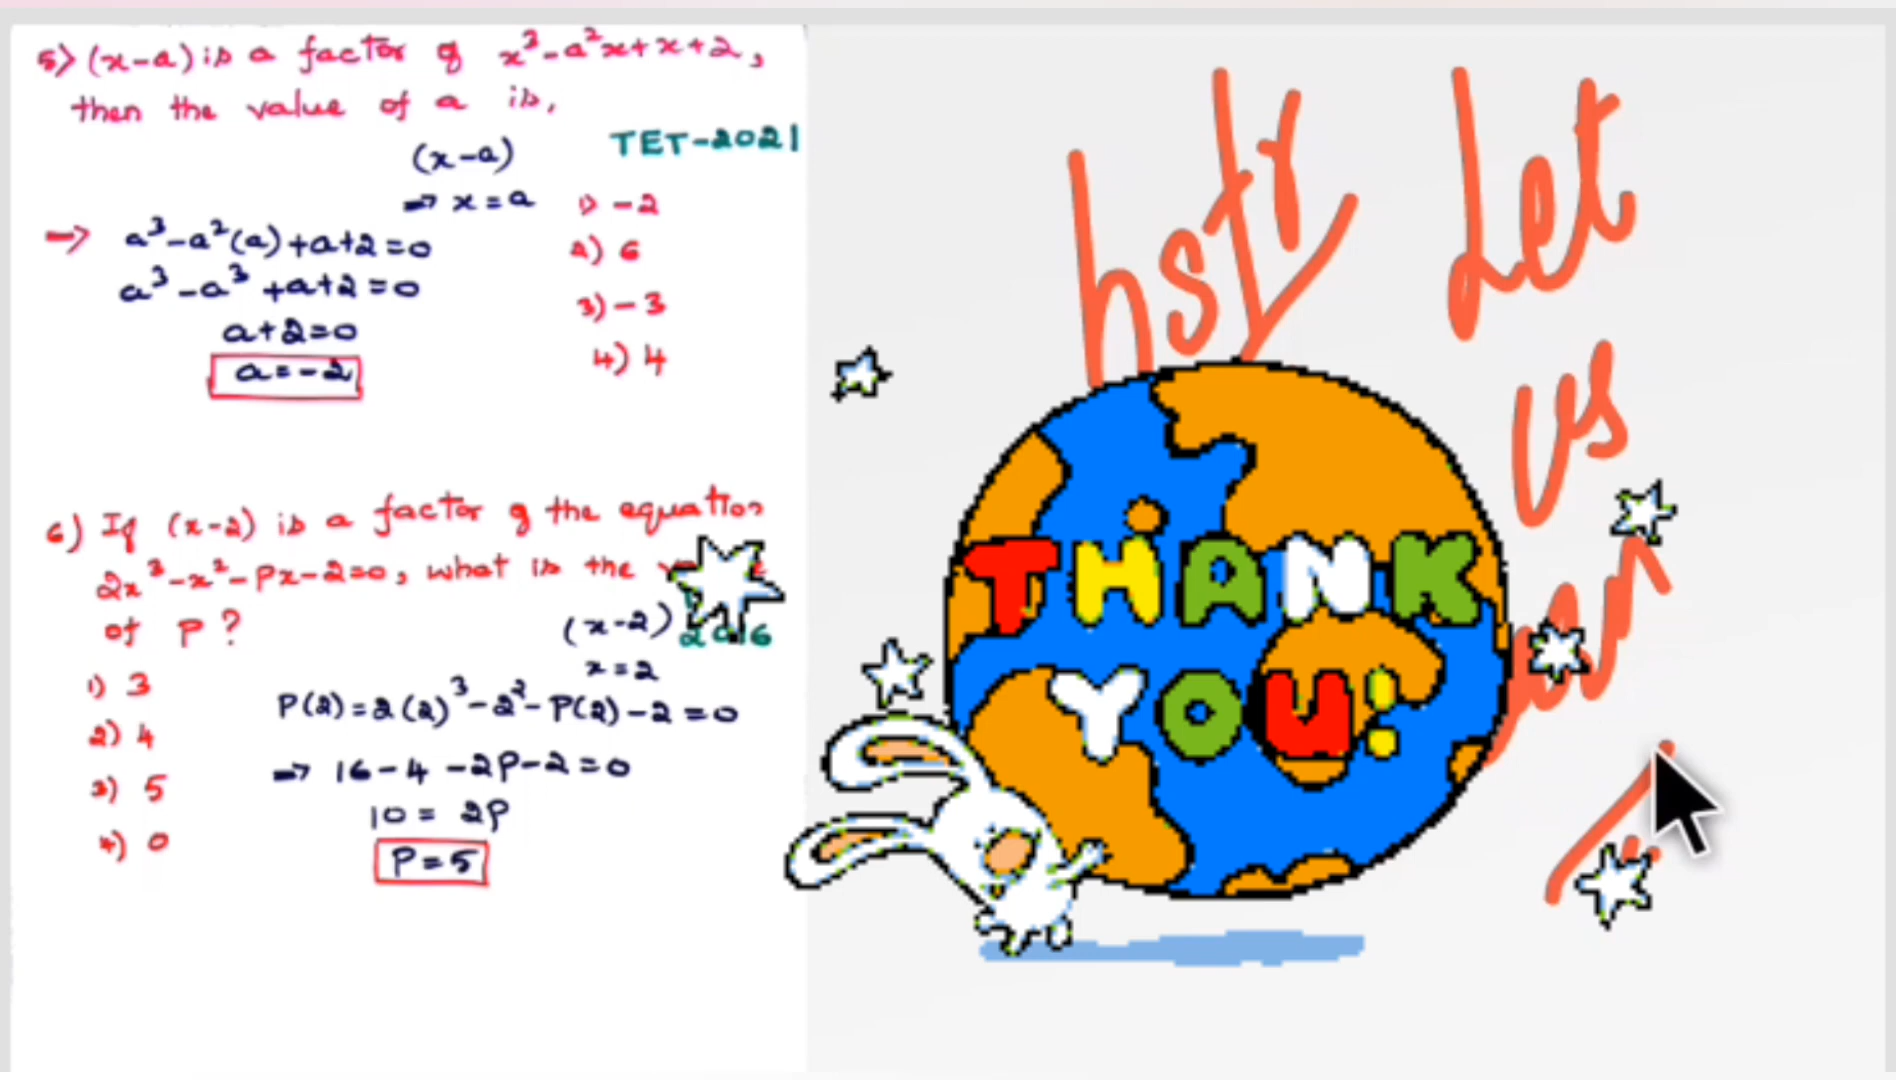 5) (x-a) is a factor of x³-a²x+x+2,
then the value of a is,
TET-2021
(x-a)
→ x=a
1) -2
2) 6
3) -3
4) 4
→ a³-a²(a)+a+2=0
a³-a³+a+2=0
a+2=0
a=-2
6) If (x-2) is a factor of the equation
2x³-x²-Px-2=0, what is the
of P?
(x-2)
x=2
1) 3
2) 4
3) 5
4) 0
P(2)=2(2)³-2²-P(2)-2=0
→ 16-4-2P-2=0
10=2P
P=5
Let
us
THANK
YOU!